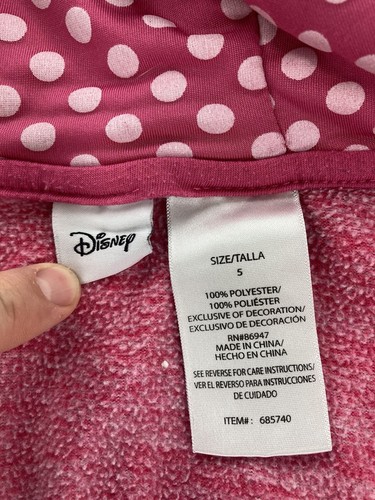 Disney
SIZE/TALLA
5
100% POLYESTER/
100% POLIÉSTER
EXCLUSIVE OF DECORATION/
EXCLUSIVO DE DECORACIÓN
RN#86947
MADE IN CHINA/
HECHO EN CHINA
SEE REVERSE FOR CARE INSTRUCTIONS/
VER EL REVERSO PARA INSTRUCCIONES
DE CUIDADO
ITEM#: 685740